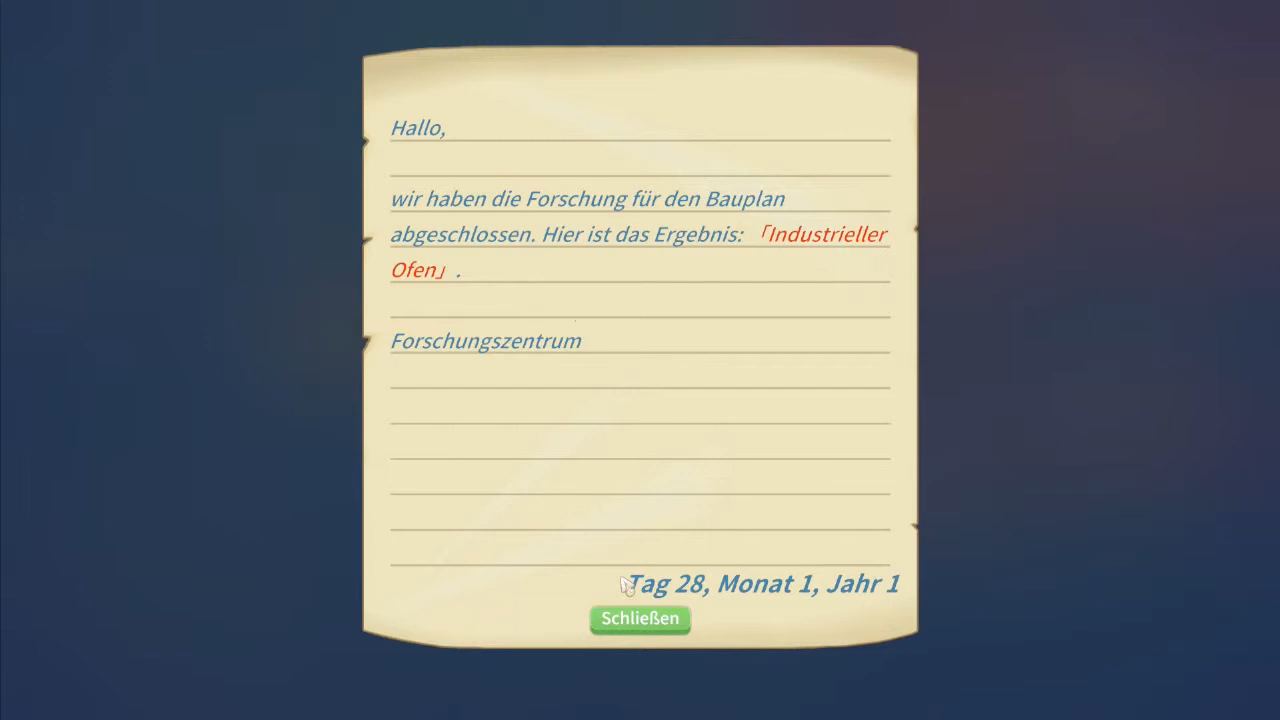 Hallo,
wir haben die Forschung für den Bauplan
abgeschlossen. Hier ist das Ergebnis: 「Industrieller
Ofen」.
Forschungszentrum
Tag 28, Monat 1, Jahr 1
Schließen